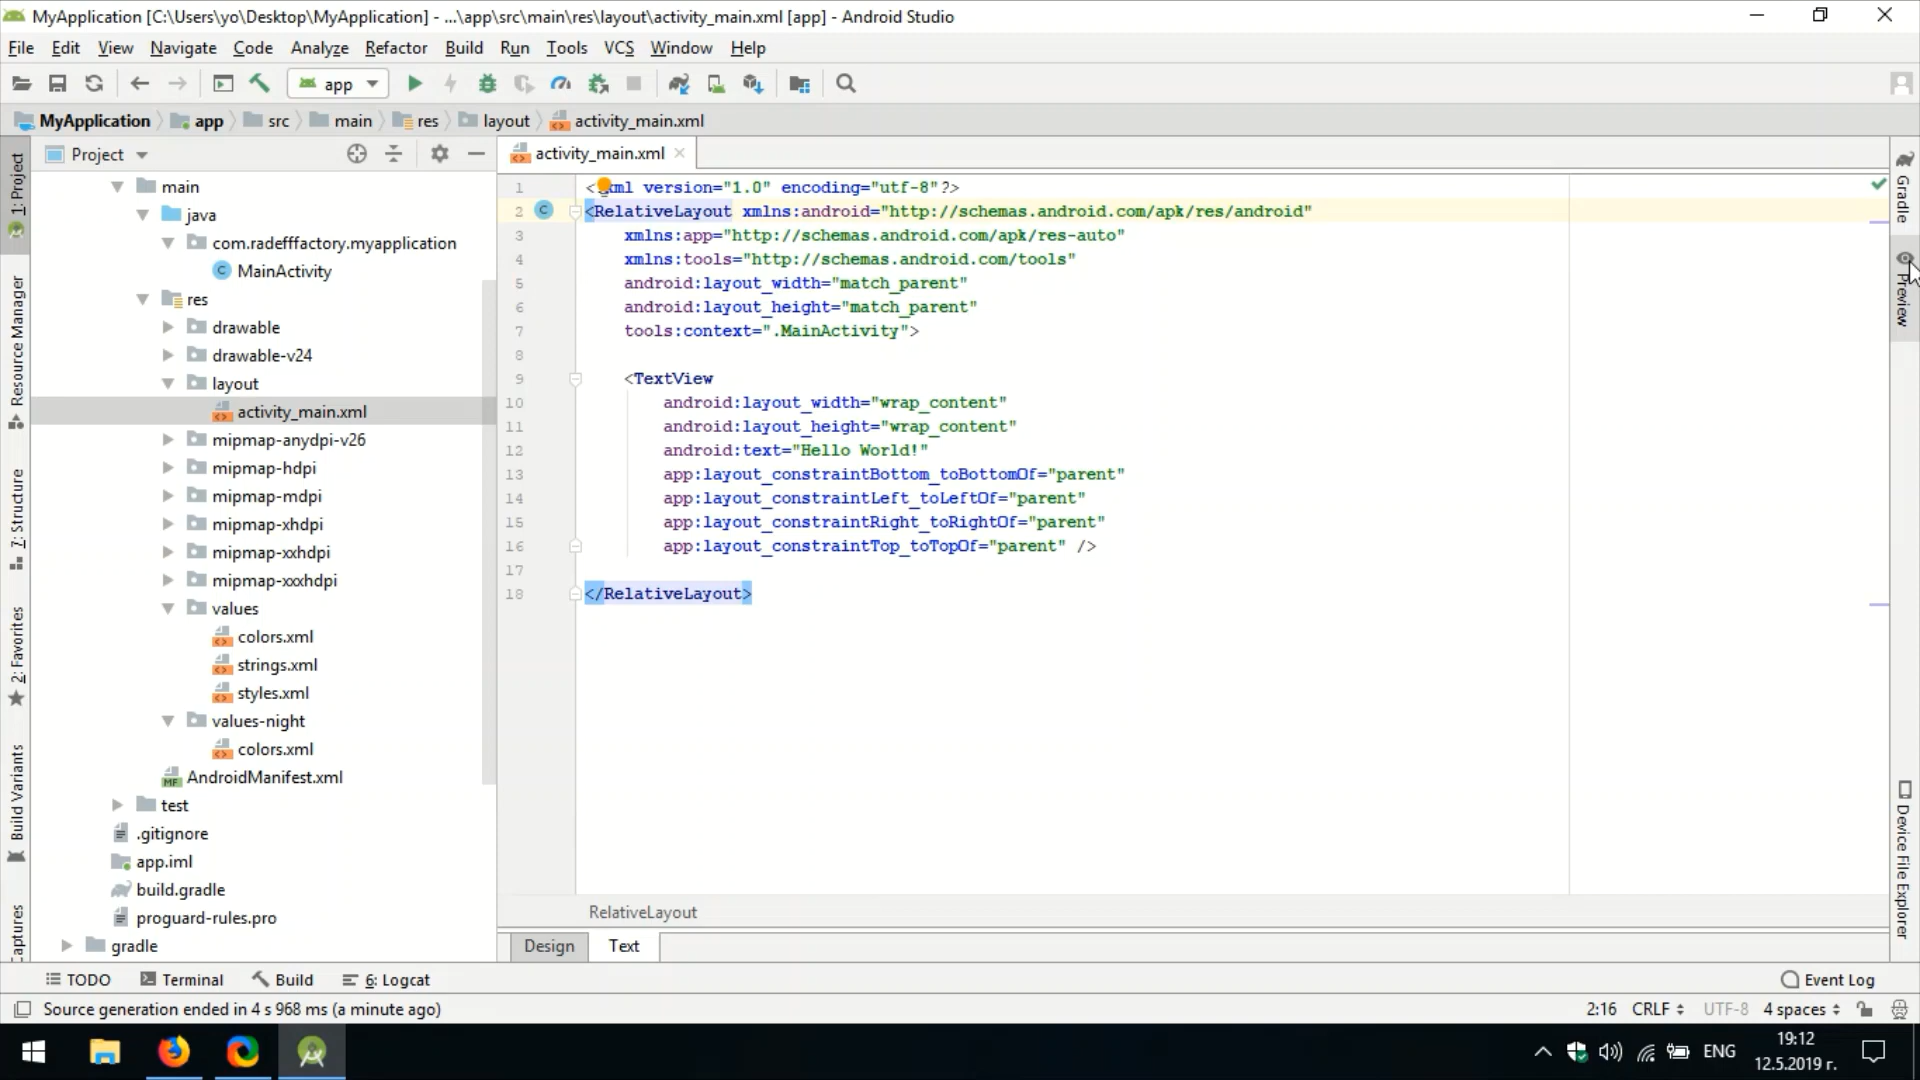 MyApplication [C:\Users\yo\Desktop\MyApplication] - ...\app\src\main\res\layout\activity_main.xml [app] - Android Studio
File Edit View Navigate Code Analyze Refactor Build Run Tools VCS Window Help
app
MyApplication app src main res layout activity_main.xml
Project
activity_main.xml
1: Project
Resource Manager
7: Structure
2: Favorites
Build Variants
main
java
com.radefffactory.myapplication
MainActivity
res
drawable
drawable-v24
layout
activity_main.xml
mipmap-anydpi-v26
mipmap-hdpi
mipmap-mdpi
mipmap-xhdpi
mipmap-xxhdpi
mipmap-xxxhdpi
values
colors.xml
strings.xml
styles.xml
values-night
colors.xml
AndroidManifest.xml
test
.gitignore
app.iml
build.gradle
proguard-rules.pro
gradle
1 xml version="1.0" encoding="utf-8"?>
2 <RelativeLayout xmlns:android="http://schemas.android.com/apk/res/android"
3 xmlns:app="http://schemas.android.com/apk/res-auto"
4 xmlns:tools="http://schemas.android.com/tools"
5 android:layout_width="match_parent"
6 android:layout_height="match_parent"
7 tools:context=".MainActivity">
8
9 <TextView
10 android:layout_width="wrap_content"
11 android:layout_height="wrap_content"
12 android:text="Hello World!"
13 app:layout_constraintBottom_toBottomOf="parent"
14 app:layout_constraintLeft_toLeftOf="parent"
15 app:layout_constraintRight_toRightOf="parent"
16 app:layout_constraintTop_toTopOf="parent" />
17
18 </RelativeLayout>
RelativeLayout
Design Text
Gradle
Preview
Device File Explorer
TODO Terminal Build 6: Logcat Event Log
Source generation ended in 4 s 968 ms (a minute ago) 2:16 CRLF UTF-8 4 spaces
ENG
19:12
12.5.2019 г.